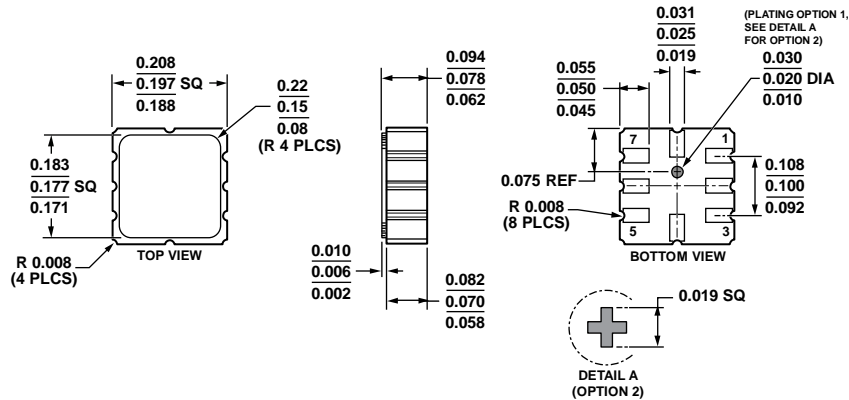 0.208
0.197 SQ
0.188
0.22
0.15
0.08
(R 4 PLCS)
0.183
0.177 SQ
0.171
R 0.008
(4 PLCS)
TOP VIEW
0.094
0.078
0.062
0.010
0.006
0.002
0.082
0.070
0.058
0.031
0.025
0.019
(PLATING OPTION 1,
SEE DETAIL A
FOR OPTION 2)
0.055
0.050
0.045
0.030
0.020 DIA
0.010
7
1
0.075 REF
0.108
0.100
0.092
R 0.008
(8 PLCS)
5
3
BOTTOM VIEW
0.019 SQ
DETAIL A
(OPTION 2)